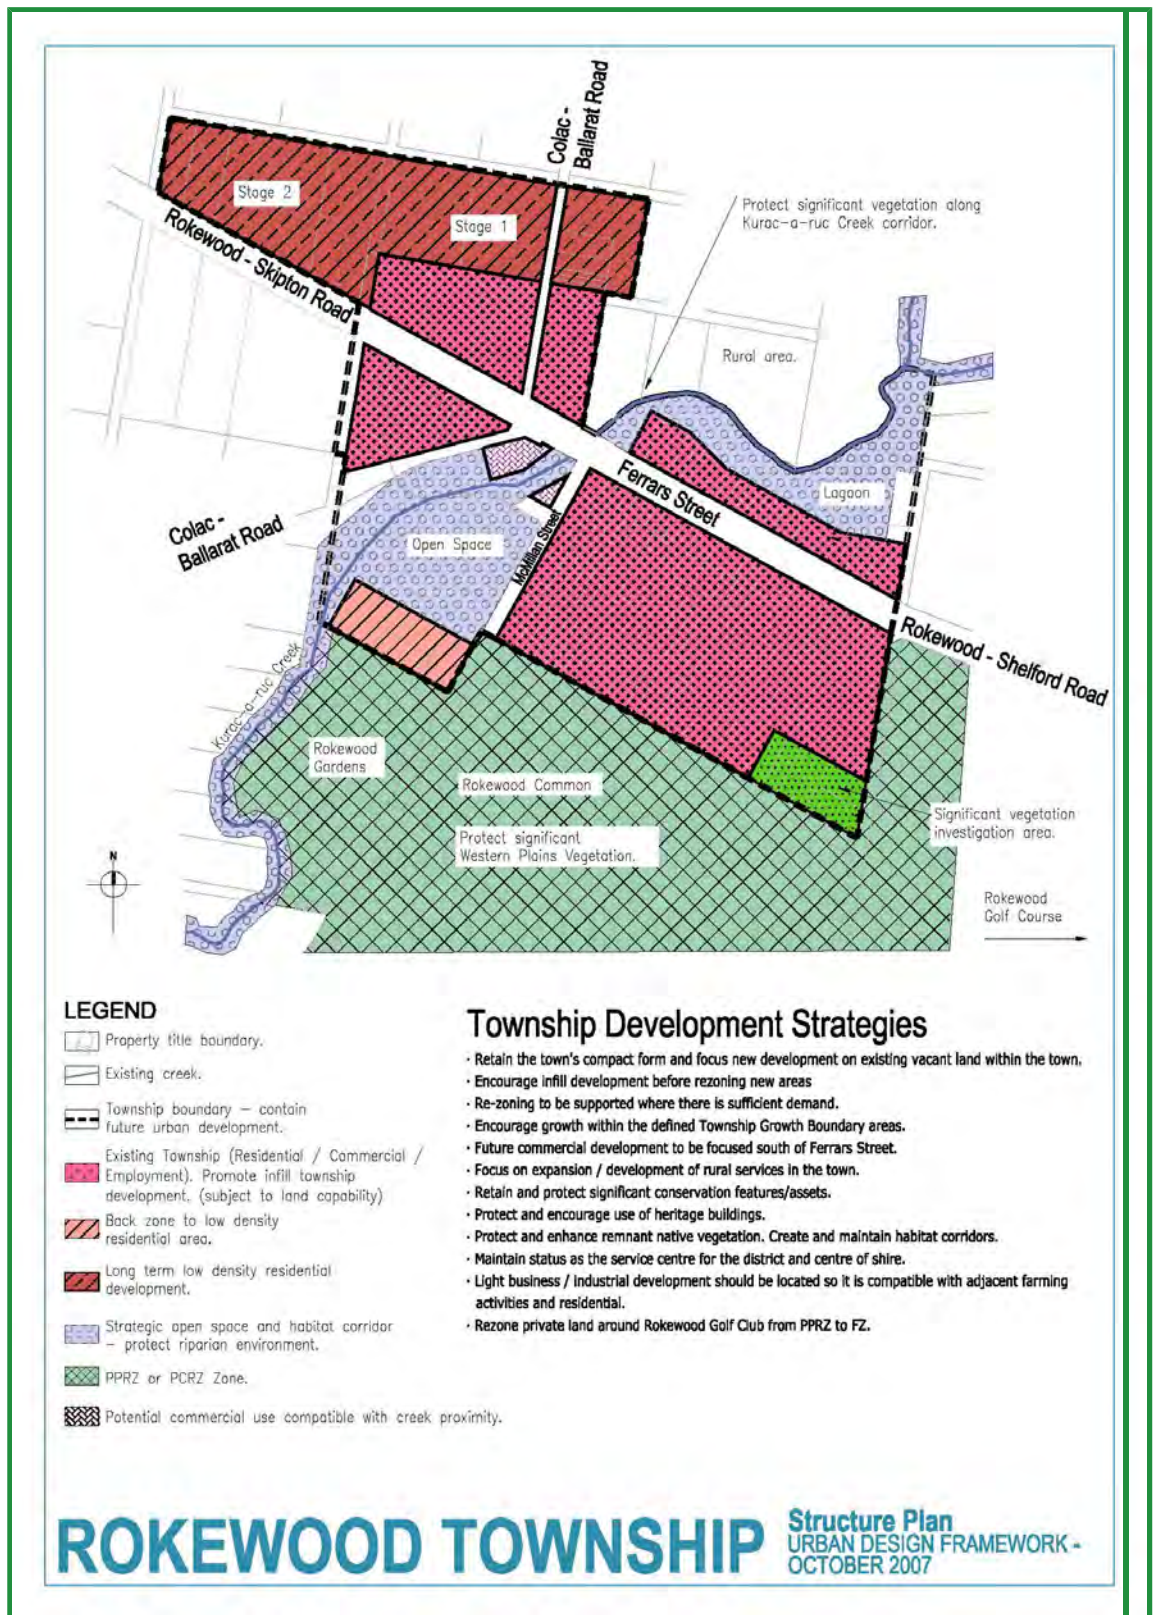 Colac -
Ballarat Road
Stage 2
Stage 1
Protect significant vegetation along
Kurac-a-ruc Creek corridor.
Rokewood - Skipton Road
Rural area.
Ferrars Street
Lagoon
Colac -
Ballarat Road
Open Space
McMillan Street
Rokewood - Shelford Road
Kurac-a-ruc Creek
Rokewood
Gardens
Rokewood Common
Protect significant
Western Plains Vegetation.
Significant vegetation
investigation area.
N
Rokewood
Golf Course
LEGEND
Property title boundary.
Existing creek.
Township boundary - contain
future urban development.
Existing Township (Residential / Commercial /
Employment). Promote infill township
development. (subject to land capability)
Back zone to low density
residential area.
Long term low density residential
development.
Strategic open space and habitat corridor
- protect riparian environment.
PPRZ or PCRZ Zone.
Potential commercial use compatible with creek proximity.
Township Development Strategies
· Retain the town's compact form and focus new development on existing vacant land within the town.
· Encourage infill development before rezoning new areas
· Re-zoning to be supported where there is sufficient demand.
· Encourage growth within the defined Township Growth Boundary areas.
· Future commercial development to be focused south of Ferrars Street.
· Focus on expansion / development of rural services in the town.
· Retain and protect significant conservation features/assets.
· Protect and encourage use of heritage buildings.
· Protect and enhance remnant native vegetation. Create and maintain habitat corridors.
· Maintain status as the service centre for the district and centre of shire.
· Light business / industrial development should be located so it is compatible with adjacent farming
activities and residential.
· Rezone private land around Rokewood Golf Club from PPRZ to FZ.
ROKEWOOD TOWNSHIP
Structure Plan
URBAN DESIGN FRAMEWORK -
OCTOBER 2007